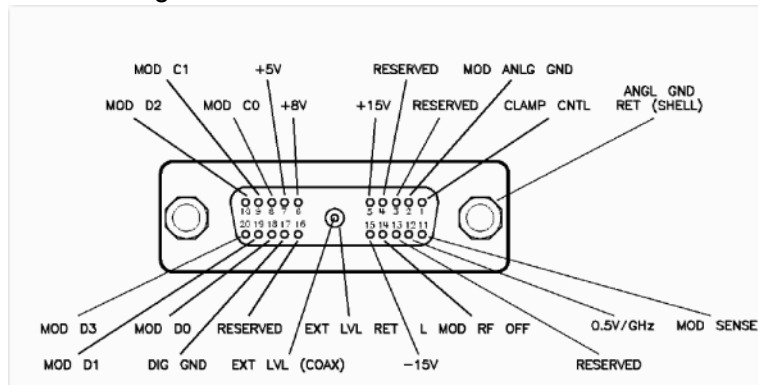 MOD C1 +5V RESERVED MOD ANLG GND
ANGL GND
MOD D2 MOD C0 +8V +15V RESERVED CLAMP CNTL RET (SHELL)
10 9 8 7 6 5 4 3 2 1
20 19 18 17 16 15 14 13 12 11
MOD D3 MOD D0 RESERVED EXT LVL RET L MOD RF OFF 0.5V/GHz MOD SENSE
MOD D1 DIG GND EXT LVL (COAX) -15V RESERVED